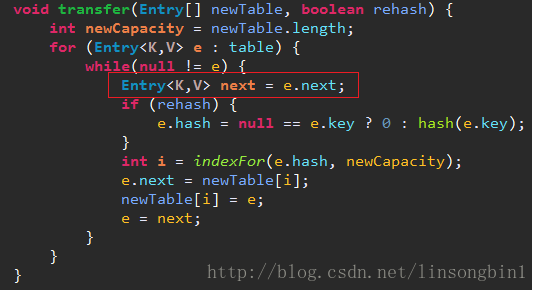 void transfer(Entry[] newTable, boolean rehash) {
    int newCapacity = newTable.length;
    for (Entry<K,V> e : table) {
        while(null != e) {
            Entry<K,V> next = e.next;
            if (rehash) {
                e.hash = null == e.key ? 0 : hash(e.key);
            }
            int i = indexFor(e.hash, newCapacity);
            e.next = newTable[i];
            newTable[i] = e;
            e = next;
        }
    }
}
http://blog.csdn.net/linsongbin1